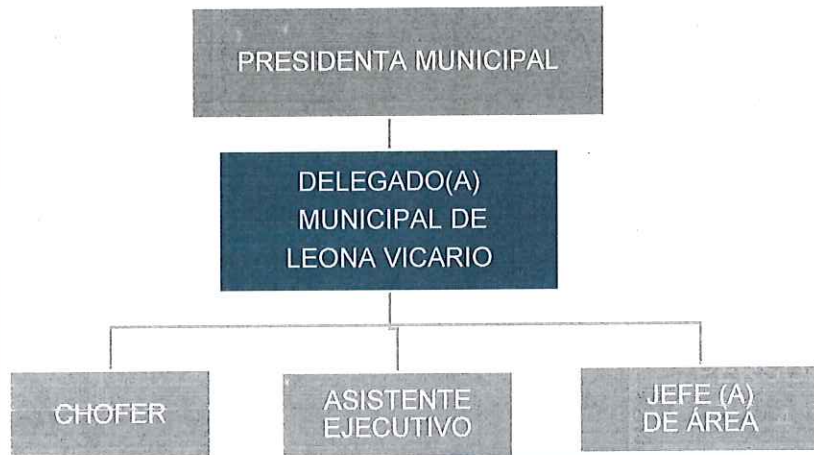 PRESIDENTA MUNICIPAL
DELEGADO(A)
MUNICIPAL DE
LEONA VICARIO
CHOFER
ASISTENTE
EJECUTIVO
JEFE (A)
DE ÁREA